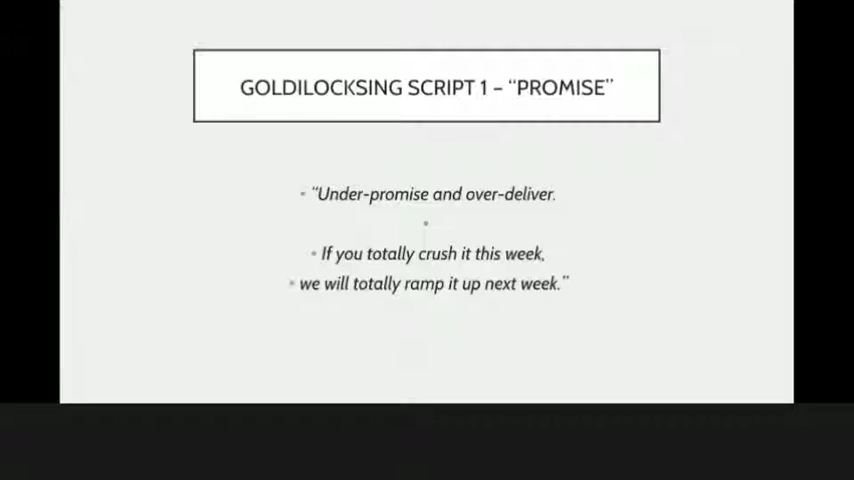 GOLDILOCKSING SCRIPT 1 – “PROMISE”
• “Under-promise and over-deliver.
•
• If you totally crush it this week,
• we will totally ramp it up next week.”